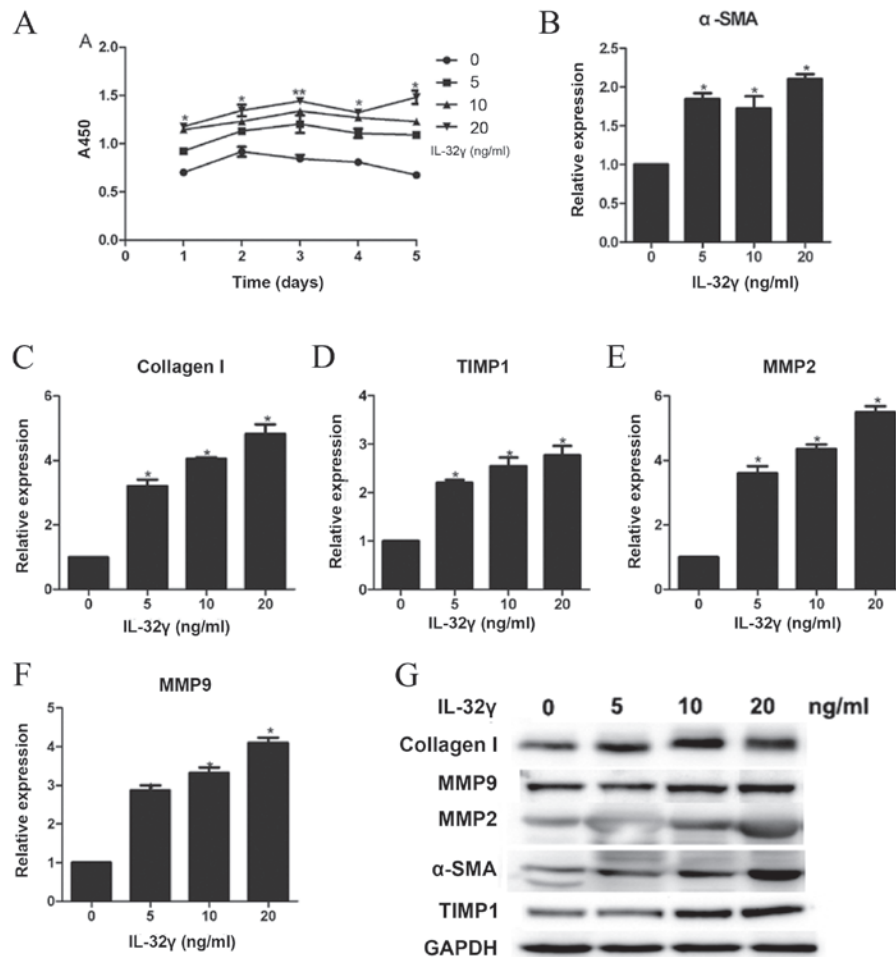 A
A
2.0
1.5
1.0
0.5
0.0
A450
0 1 2 3 4 5
Time (days)
* * ** * *
0
5
10
20
IL-32γ (ng/ml)
B
α-SMA
2.5
2.0
1.5
1.0
0.5
0.0
Relative expression
* * *
0 5 10 20
IL-32γ (ng/ml)
C
Collagen I
6
4
2
0
Relative expression
* * *
0 5 10 20
IL-32γ (ng/ml)
D
TIMP1
4
3
2
1
0
Relative expression
* * *
0 5 10 20
IL-32γ (ng/ml)
E
MMP2
6
4
2
0
Relative expression
* * *
0 5 10 20
IL-32γ (ng/ml)
F
MMP9
5
4
3
2
1
0
Relative expression
* *
0 5 10 20
IL-32γ (ng/ml)
G
IL-32γ 0 5 10 20 ng/ml
Collagen I
MMP9
MMP2
α-SMA
TIMP1
GAPDH